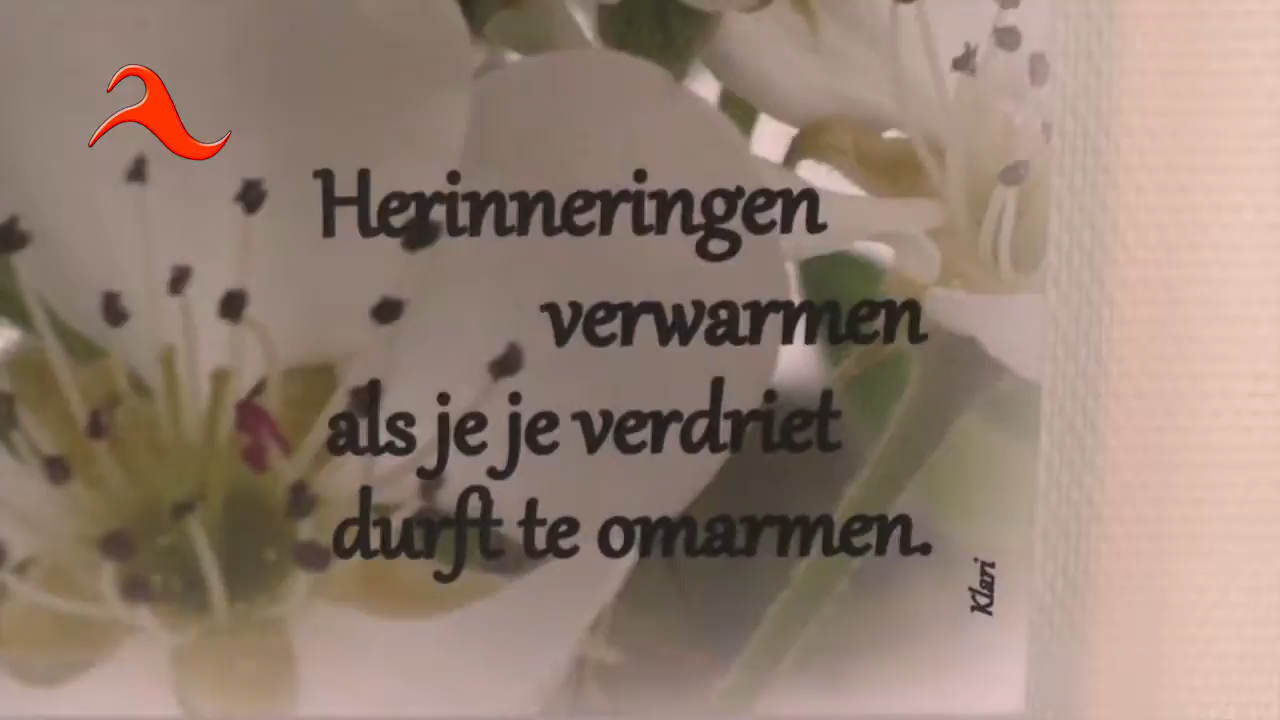 Herinneringen
verwarmen
als je je verdriet
durft te omarmen.
Klari